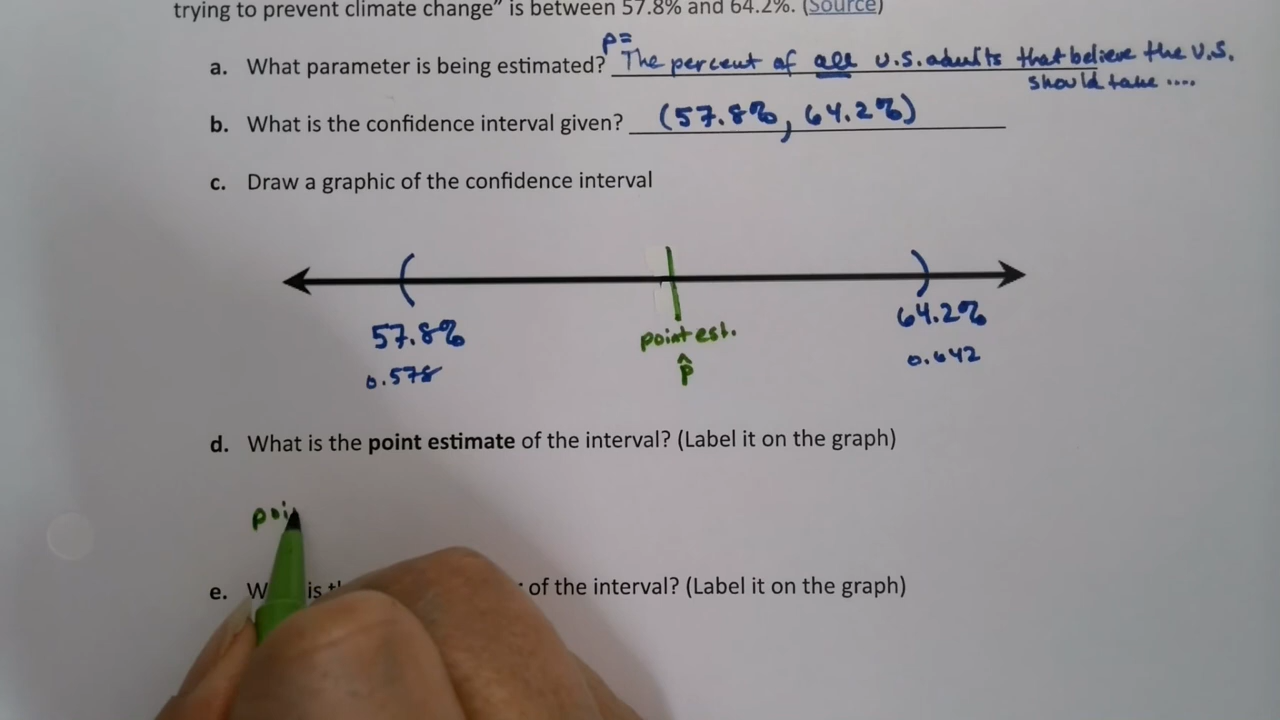 trying to prevent climate change" is between 57.8% and 64.2%. (Source)
p=
a. What parameter is being estimated? The percent of all U.S. adults that believe the U.S.
should take ....
b. What is the confidence interval given? (57.8%, 64.2%)
c. Draw a graphic of the confidence interval
( )
57.8% point est. 64.2%
0.578 p̂ 0.642
d. What is the point estimate of the interval? (Label it on the graph)
poi
e. is of the interval? (Label it on the graph)